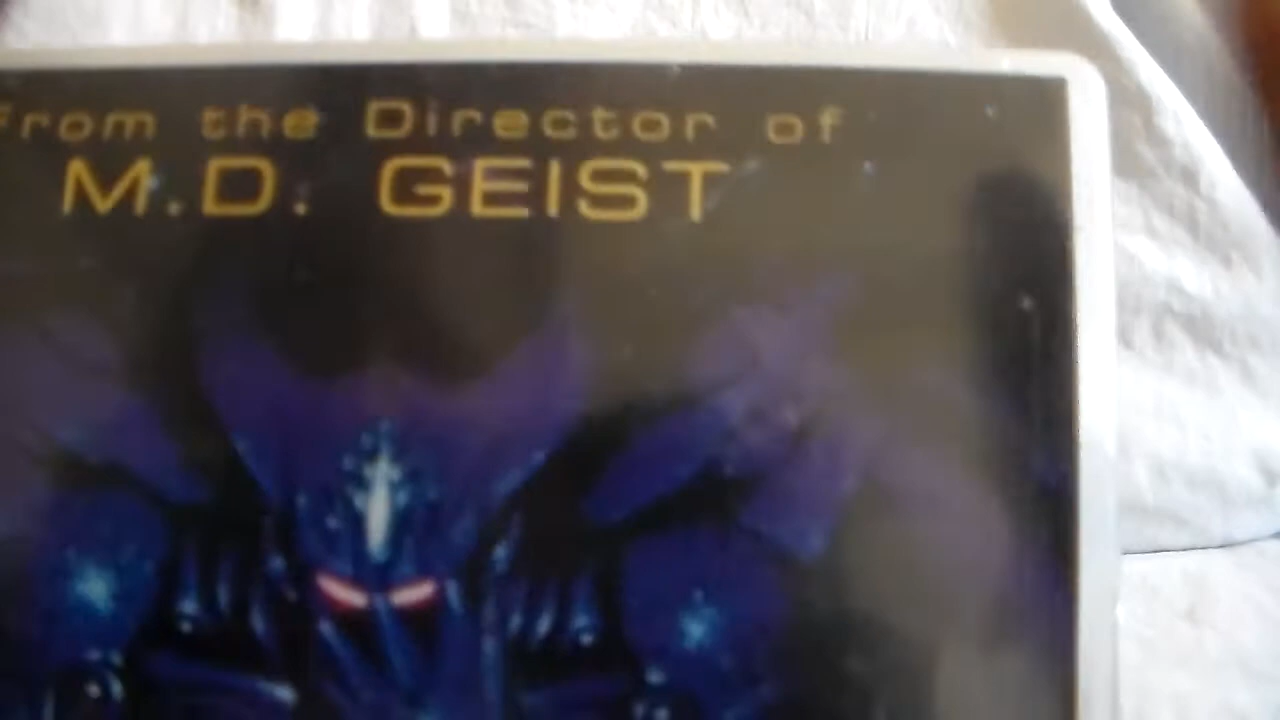 From the Director of
M.D. GEIST